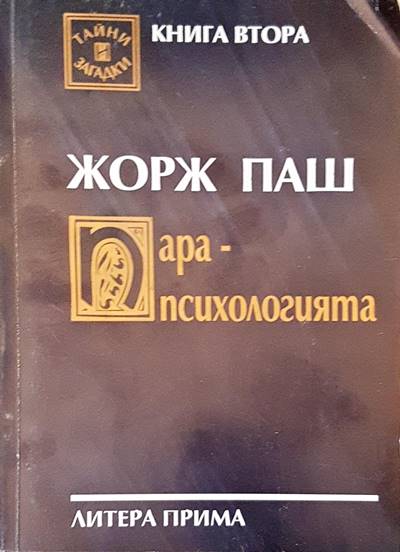 ТАЙНИ
И
ЗАГАДКИ
КНИГА ВТОРА
ЖОРЖ ПАШ
Пара-
психологията
ЛИТЕРА ПРИМА